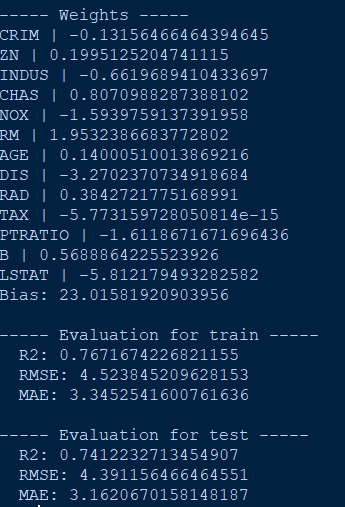 ----- Weights -----
CRIM | -0.13156466464394645
ZN | 0.1995125204741115
INDUS | -0.6619689410433697
CHAS | 0.8070988287388102
NOX | -1.5939759137391958
RM | 1.9532386683772802
AGE | 0.14000510013869216
DIS | -3.2702370734918684
RAD | 0.3842721775168991
TAX | -5.773159728050814e-15
PTRATIO | -1.6118671671696436
B | 0.5688864225523926
LSTAT | -5.812179493282582
Bias: 23.01581920903956
----- Evaluation for train -----
R2: 0.7671674226821155
RMSE: 4.523845209628153
MAE: 3.3452541600761636
----- Evaluation for test -----
R2: 0.7412232713454907
RMSE: 4.391156466464551
MAE: 3.1620670158148187